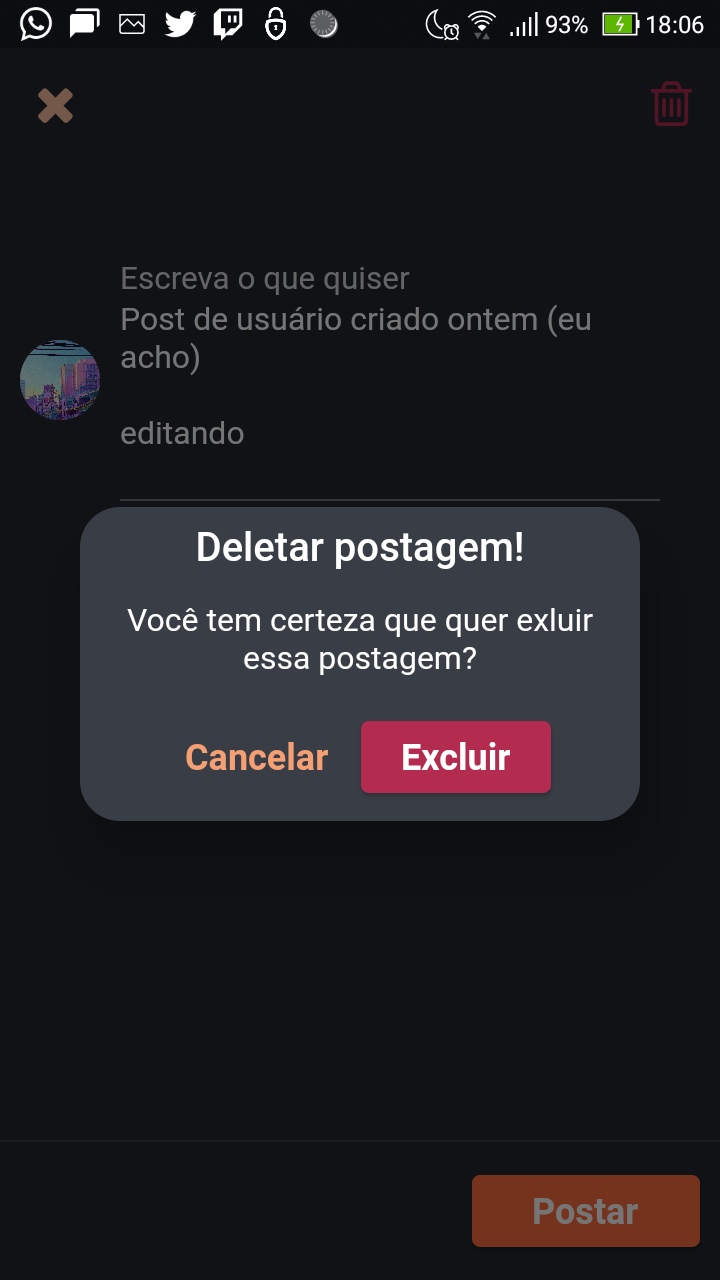 93% 18:06
Escreva o que quiser
Post de usuário criado ontem (eu
acho)
editando
Deletar postagem!
Você tem certeza que quer exluir
essa postagem?
Cancelar Excluir
Postar